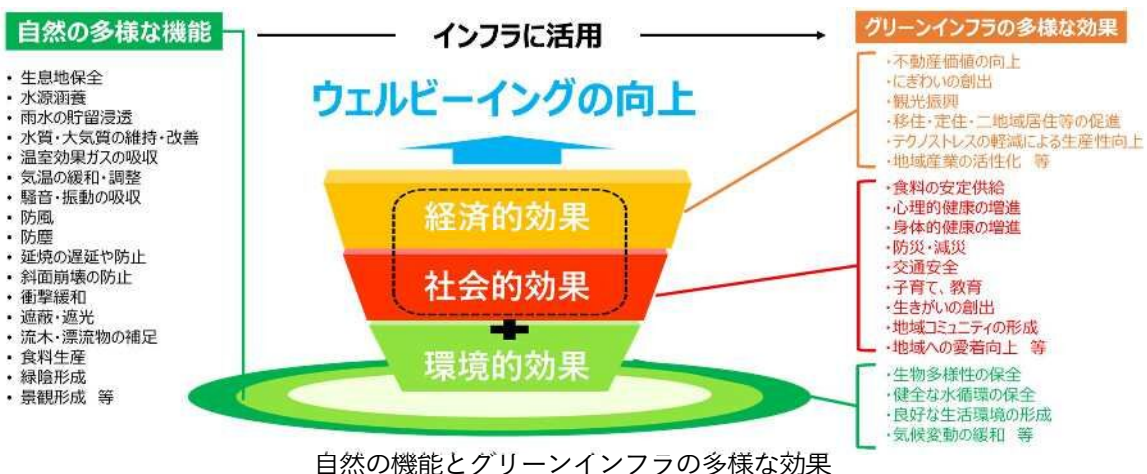 自然の多様な機能
インフラに活用
グリーンインフラの多様な効果
・生息地保全
・水源涵養
・雨水の貯留浸透
・水質・大気質の維持・改善
・温室効果ガスの吸収
・気温の緩和・調整
・騒音・振動の吸収
・防風
・防塵
・延焼の遅延や防止
・斜面崩壊の防止
・衝撃緩和
・遮蔽・遮光
・流木・漂流物の補足
・食料生産
・緑陰形成
・景観形成 等
ウェルビーイングの向上
経済的効果
社会的効果
+
環境的効果
・不動産価値の向上
・にぎわいの創出
・観光振興
・移住・定住・二地域居住等の促進
・テクノストレスの軽減による生産性向上
・地域産業の活性化 等
・食料の安定供給
・心理的健康の増進
・身体的健康の増進
・防災・減災
・交通安全
・子育て、教育
・生きがいの創出
・地域コミュニティの形成
・地域への愛着向上 等
・生物多様性の保全
・健全な水循環の保全
・良好な生活環境の形成
・気候変動の緩和 等
自然の機能とグリーンインフラの多様な効果